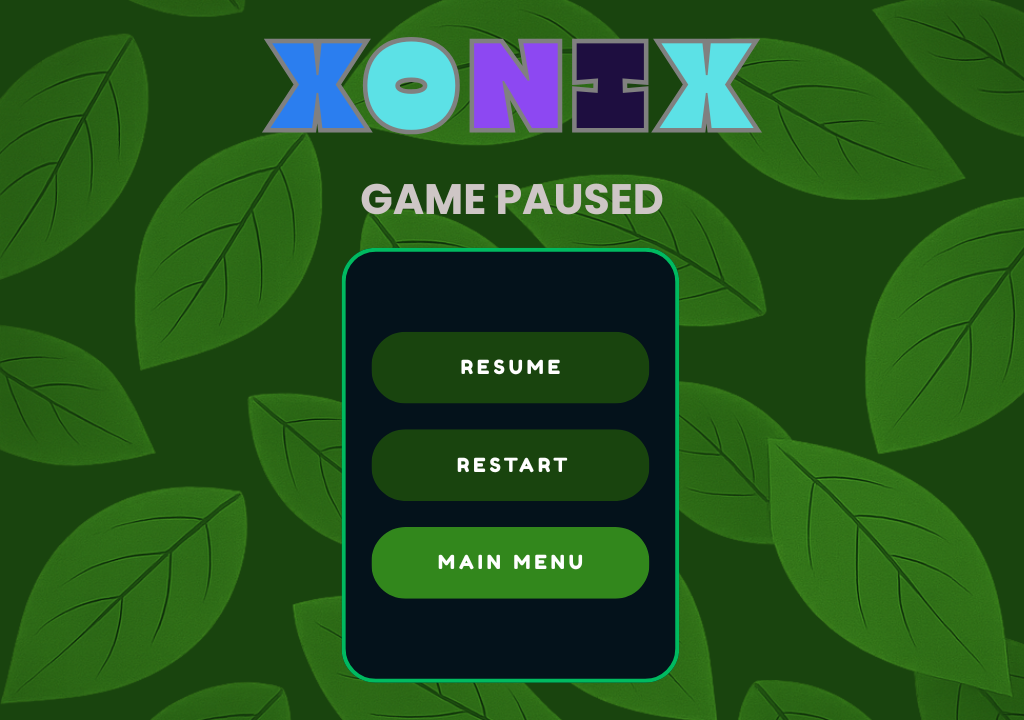 XONIX
GAME PAUSED
RESUME
RESTART
MAIN MENU